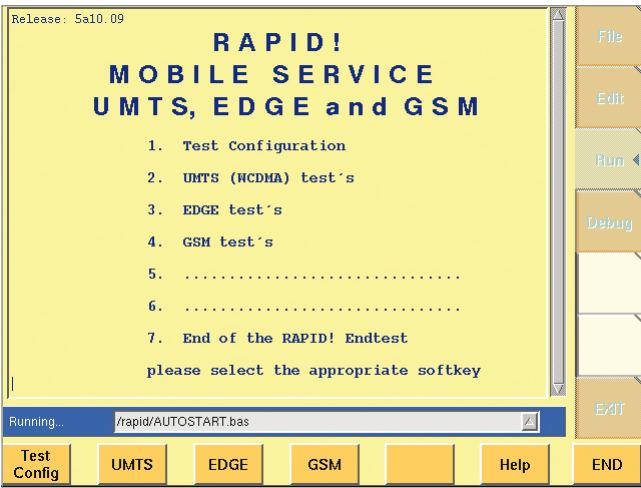 Release: 5a10.09
RAPID!
MOBILE SERVICE
UMTS, EDGE and GSM
1. Test Configuration
2. UMTS (WCDMA) test´s
3. EDGE test´s
4. GSM test´s
5. ...............................
6. ...............................
7. End of the RAPID! Endtest
please select the appropriate softkey
File
Edit
Run
Debug
EXIT
Running... /rapid/AUTOSTART.bas
Test Config
UMTS
EDGE
GSM
Help
END